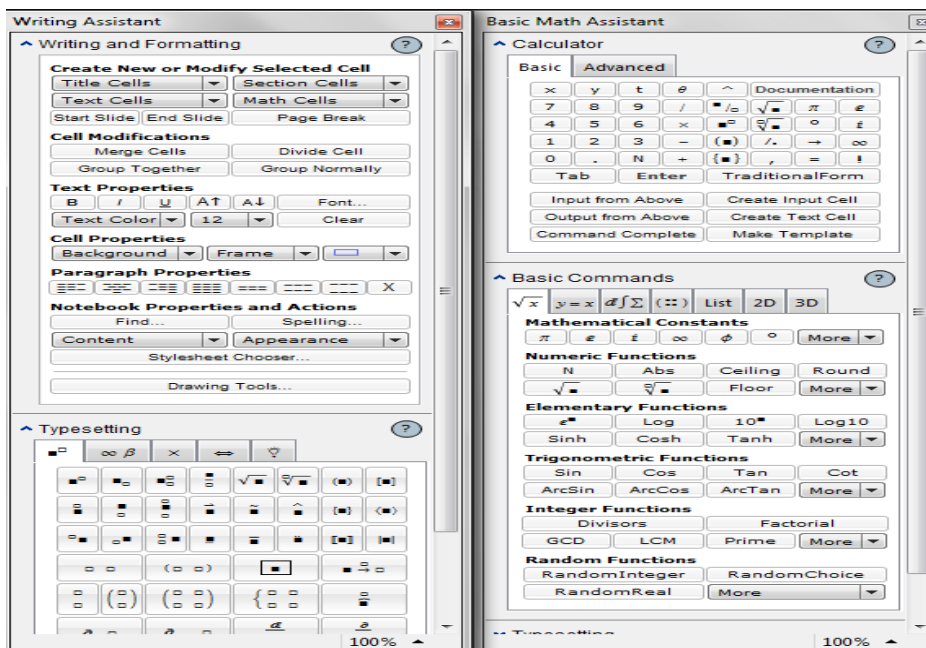 Writing Assistant
Writing and Formatting
?
Create New or Modify Selected Cell
Title Cells Section Cells
Text Cells Math Cells
Start Slide End Slide Page Break
Cell Modifications
Merge Cells Divide Cell
Group Together Group Normally
Text Properties
B I U A↑ A↓ Font...
Text Color 12 Clear
Cell Properties
Background Frame
Paragraph Properties
X
Notebook Properties and Actions
Find... Spelling...
Content Appearance
Stylesheet Chooser...
Drawing Tools...
Typesetting
?
∞ β × ⇔
100%
Basic Math Assistant
Calculator
?
Basic Advanced
x y t θ ^ Documentation
7 8 9 / ■/□ √■ π ⅇ
4 5 6 × ■□ □√■ ° ⅈ
1 2 3 − (■) /. → ∞
0 . N + {■} , = !
Tab Enter TraditionalForm
Input from Above Create Input Cell
Output from Above Create Text Cell
Command Complete Make Template
Basic Commands
?
√x y = x ⅆ∫Σ (∷) List 2D 3D
Mathematical Constants
π ⅇ ⅈ ∞ ϕ ° More
Numeric Functions
N Abs Ceiling Round
√■ □√■ Floor More
Elementary Functions
ⅇ■ Log 10■ Log10
Sinh Cosh Tanh More
Trigonometric Functions
Sin Cos Tan Cot
ArcSin ArcCos ArcTan More
Integer Functions
Divisors Factorial
GCD LCM Prime More
Random Functions
RandomInteger RandomChoice
RandomReal More
Typesetting
100%